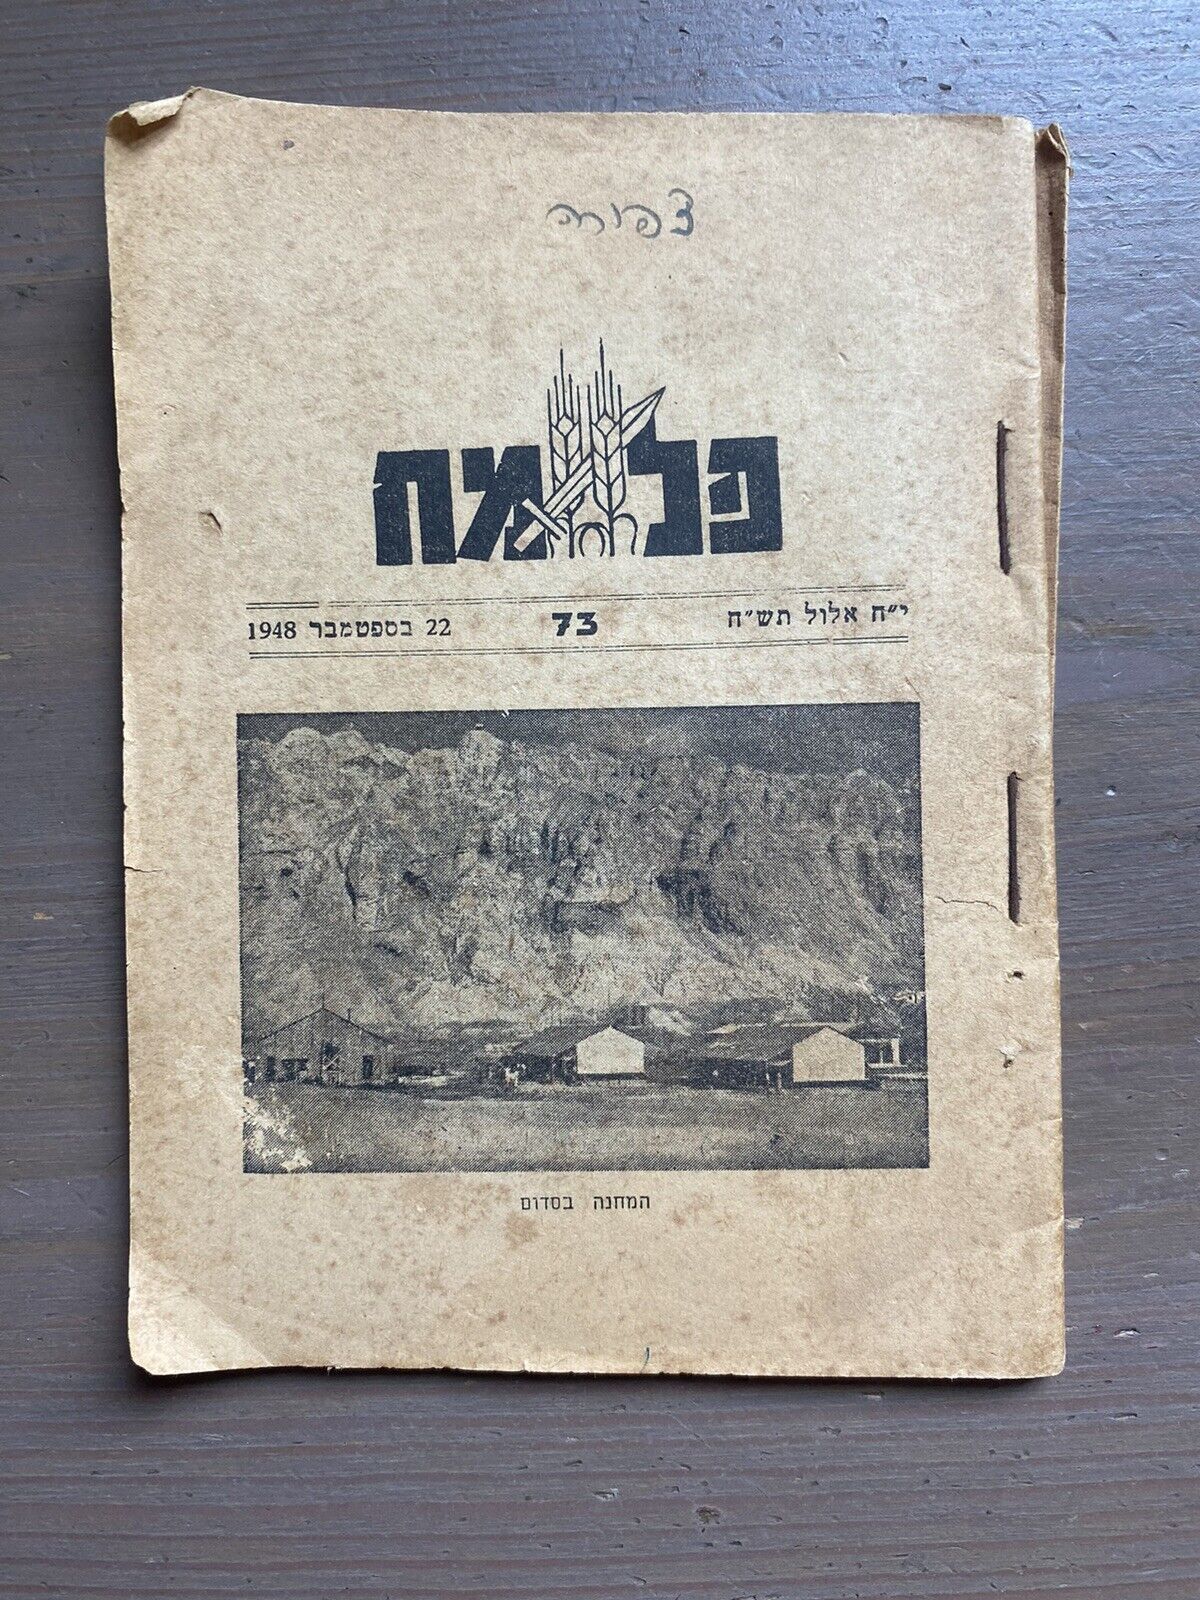 צפורה
פלמח
י״ח אלול תש״ח 73 22 בספטמבר 1948
המחנה בסדום